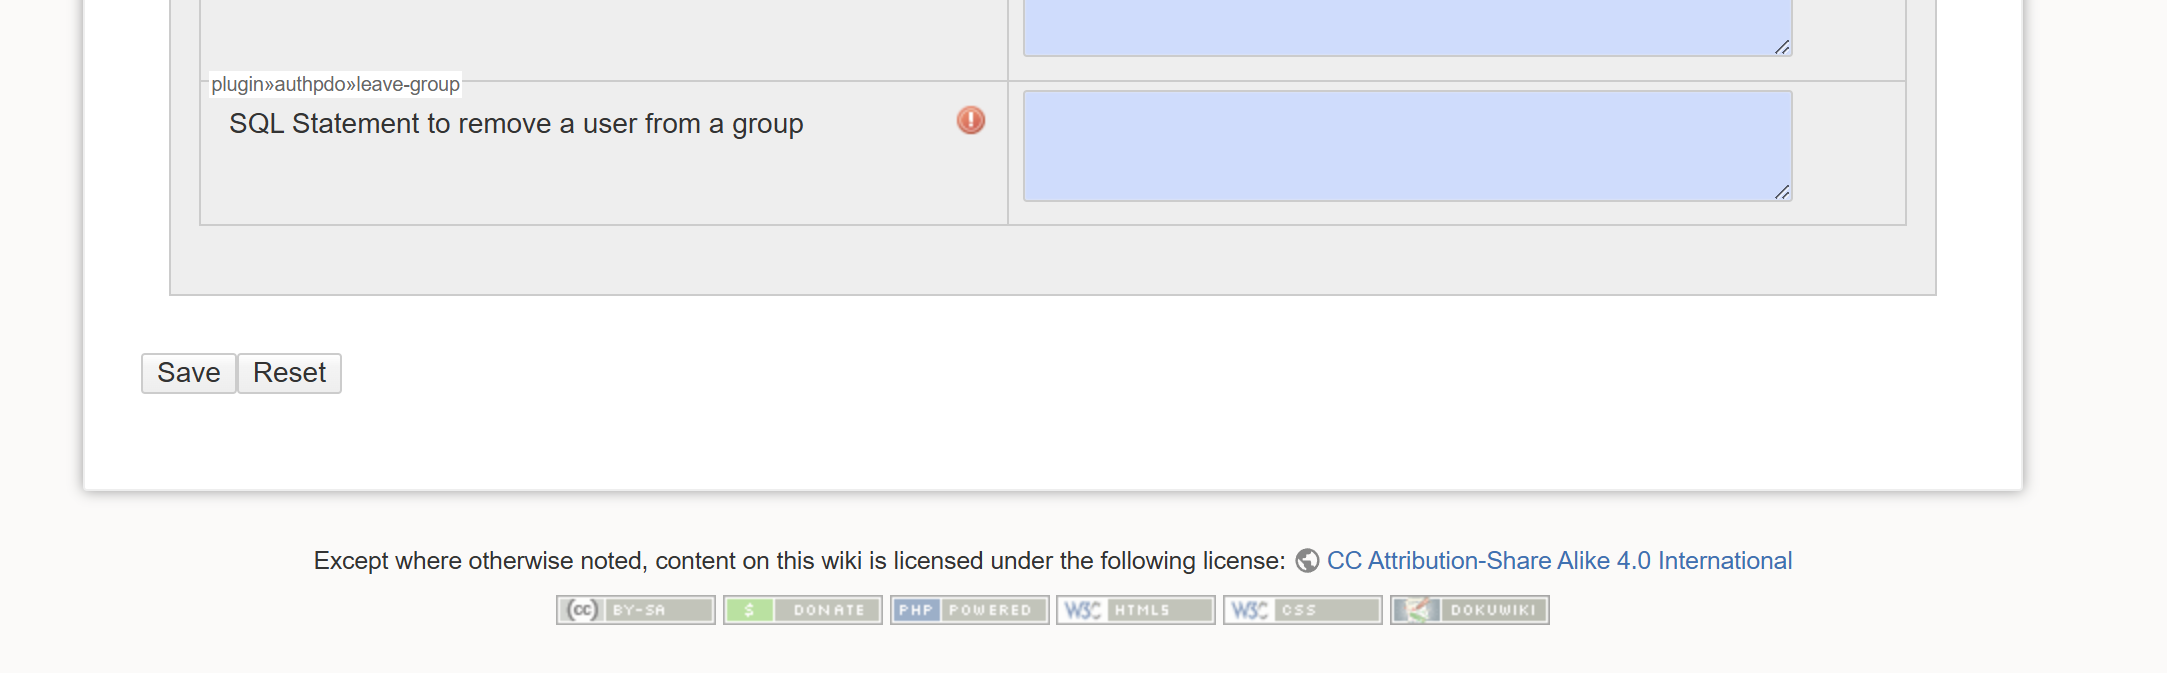 plugin»authpdo»leave-group
SQL Statement to remove a user from a group
Save Reset
Except where otherwise noted, content on this wiki is licensed under the following license: CC Attribution-Share Alike 4.0 International
(cc) BY-SA $ DONATE PHP POWERED W3C HTML5 W3C CSS DOKUWIKI